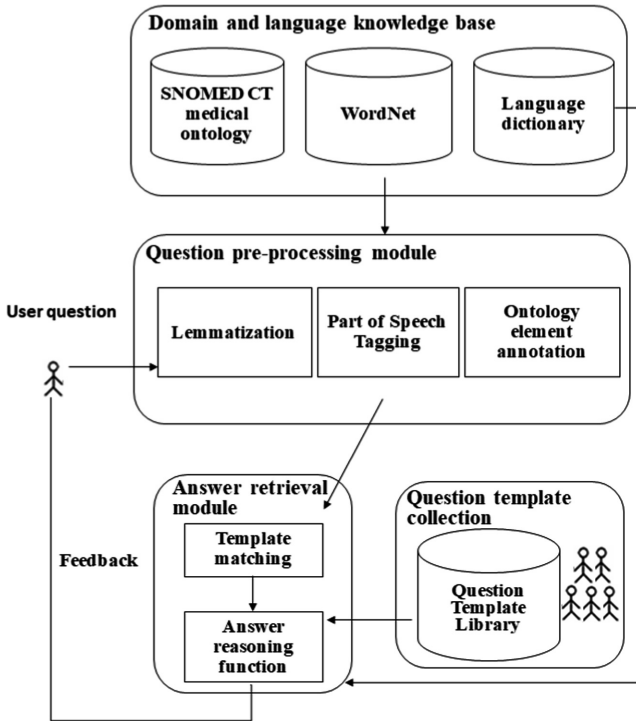 Domain and language knowledge base
SNOMED CT
medical
ontology
WordNet
Language
dictionary
Question pre-processing module
User question
Lemmatization
Part of Speech
Tagging
Ontology
element
annotation
Answer retrieval
module
Template
matching
Answer
reasoning
function
Feedback
Question template
collection
Question
Template
Library